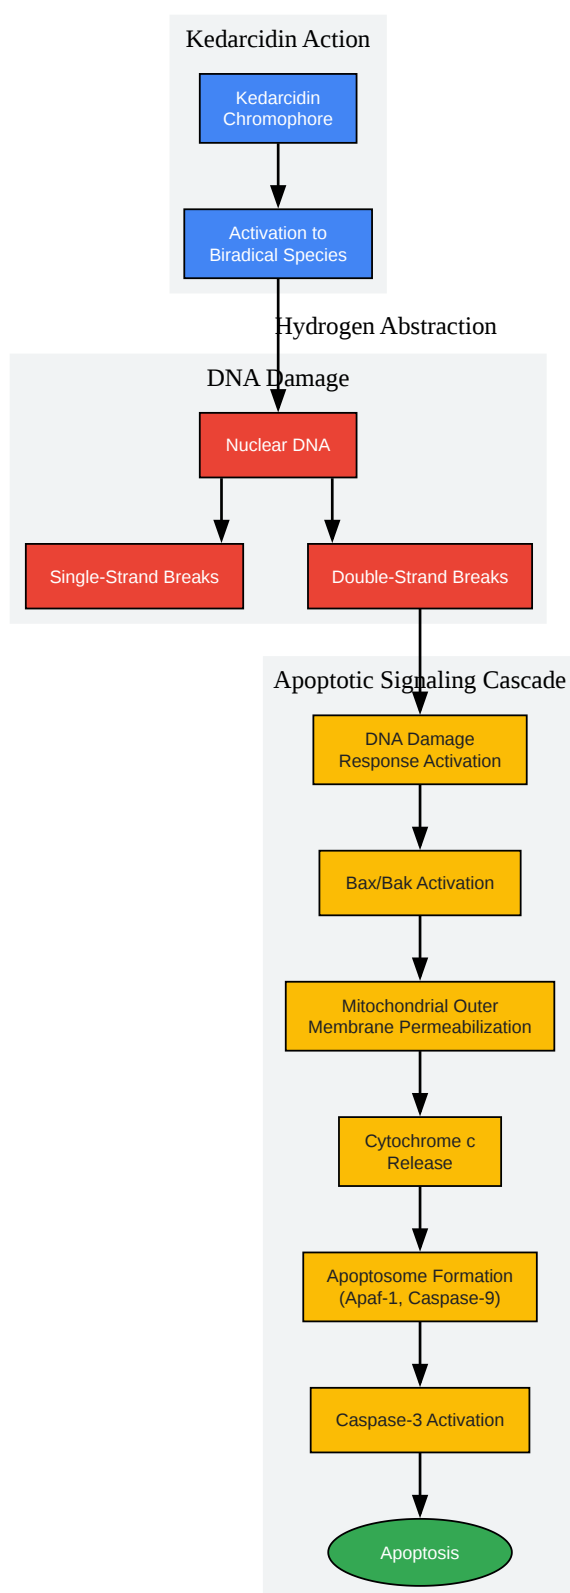 Kedarcidin Action
Kedarcidin
Chromophore
Activation to
Biradical Species
Hydrogen Abstraction
DNA Damage
Nuclear DNA
Single-Strand Breaks
Double-Strand Breaks
Apoptotic Signaling Cascade
DNA Damage
Response Activation
Bax/Bak Activation
Mitochondrial Outer
Membrane Permeabilization
Cytochrome c
Release
Apoptosome Formation
(Apaf-1, Caspase-9)
Caspase-3 Activation
Apoptosis